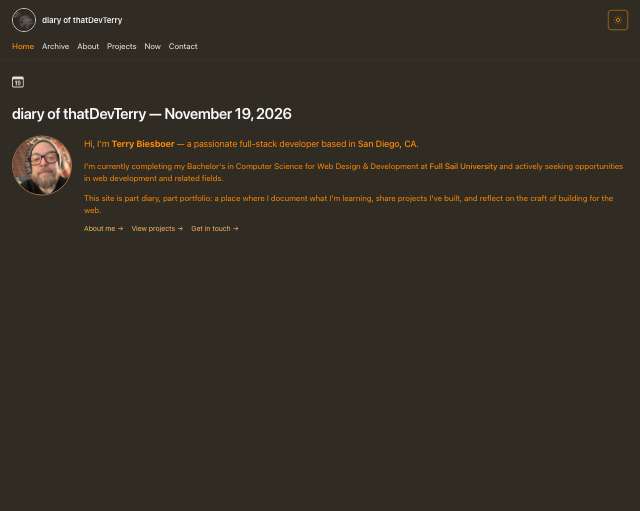 diary of thatDevTerry
Home Archive About Projects Now Contact
diary of thatDevTerry — November 19, 2026
Hi, I'm Terry Biesboer — a passionate full-stack developer based in San Diego, CA.
I'm currently completing my Bachelor's in Computer Science for Web Design & Development at Full Sail University and actively seeking opportunities
in web development and related fields.
This site is part diary, part portfolio: a place where I document what I'm learning, share projects I've built, and reflect on the craft of building for the
web.
About me → View projects → Get in touch →